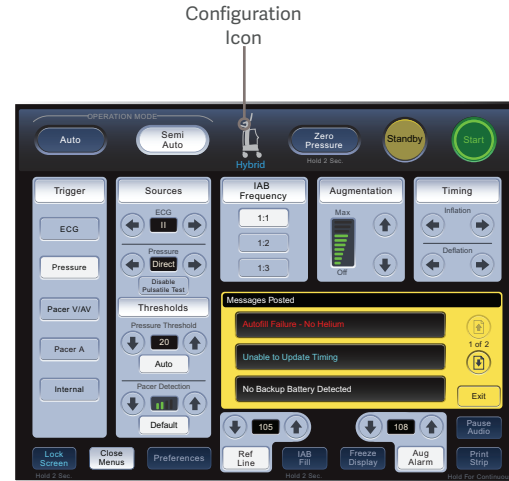 Configuration
Icon
OPERATION MODE
Auto
Semi
Auto
Hybrid
Zero
Pressure
Hold 2 Sec.
Standby
Start
Trigger
ECG
Pressure
Pacer V/AV
Pacer A
Internal
Sources
ECG
II
Pressure
Direct
Disable
Pulsatile Test
Thresholds
Pressure Threshold
20
Auto
Pacer Detection
Default
IAB
Frequency
1:1
1:2
1:3
Augmentation
Max
Off
Timing
Inflation
Deflation
Messages Posted
Autofill Failure - No Helium
Unable to Update Timing
No Backup Battery Detected
1 of 2
Exit
105
108
Pause
Audio
Lock
Screen
Hold 2 Sec.
Close
Menus
Preferences
Ref
Line
IAB
Fill
Hold 2 Sec.
Freeze
Display
Aug
Alarm
Print
Strip
Hold For Continuous